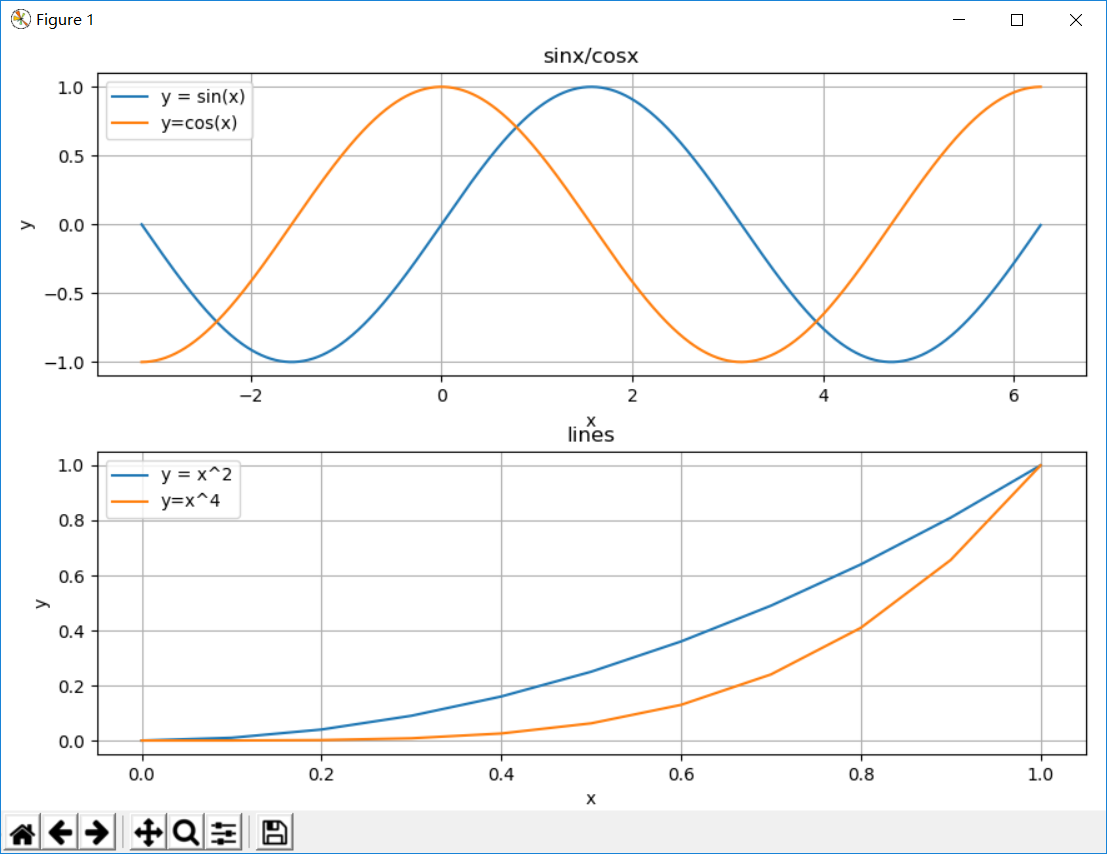 Figure 1
sinx/cosx
y = sin(x)
y=cos(x)
1.0
0.5
0.0
−0.5
−1.0
y
−2 0 2 4 6
x
lines
y = x^2
y=x^4
1.0
0.8
0.6
0.4
0.2
0.0
y
0.0 0.2 0.4 0.6 0.8 1.0
x